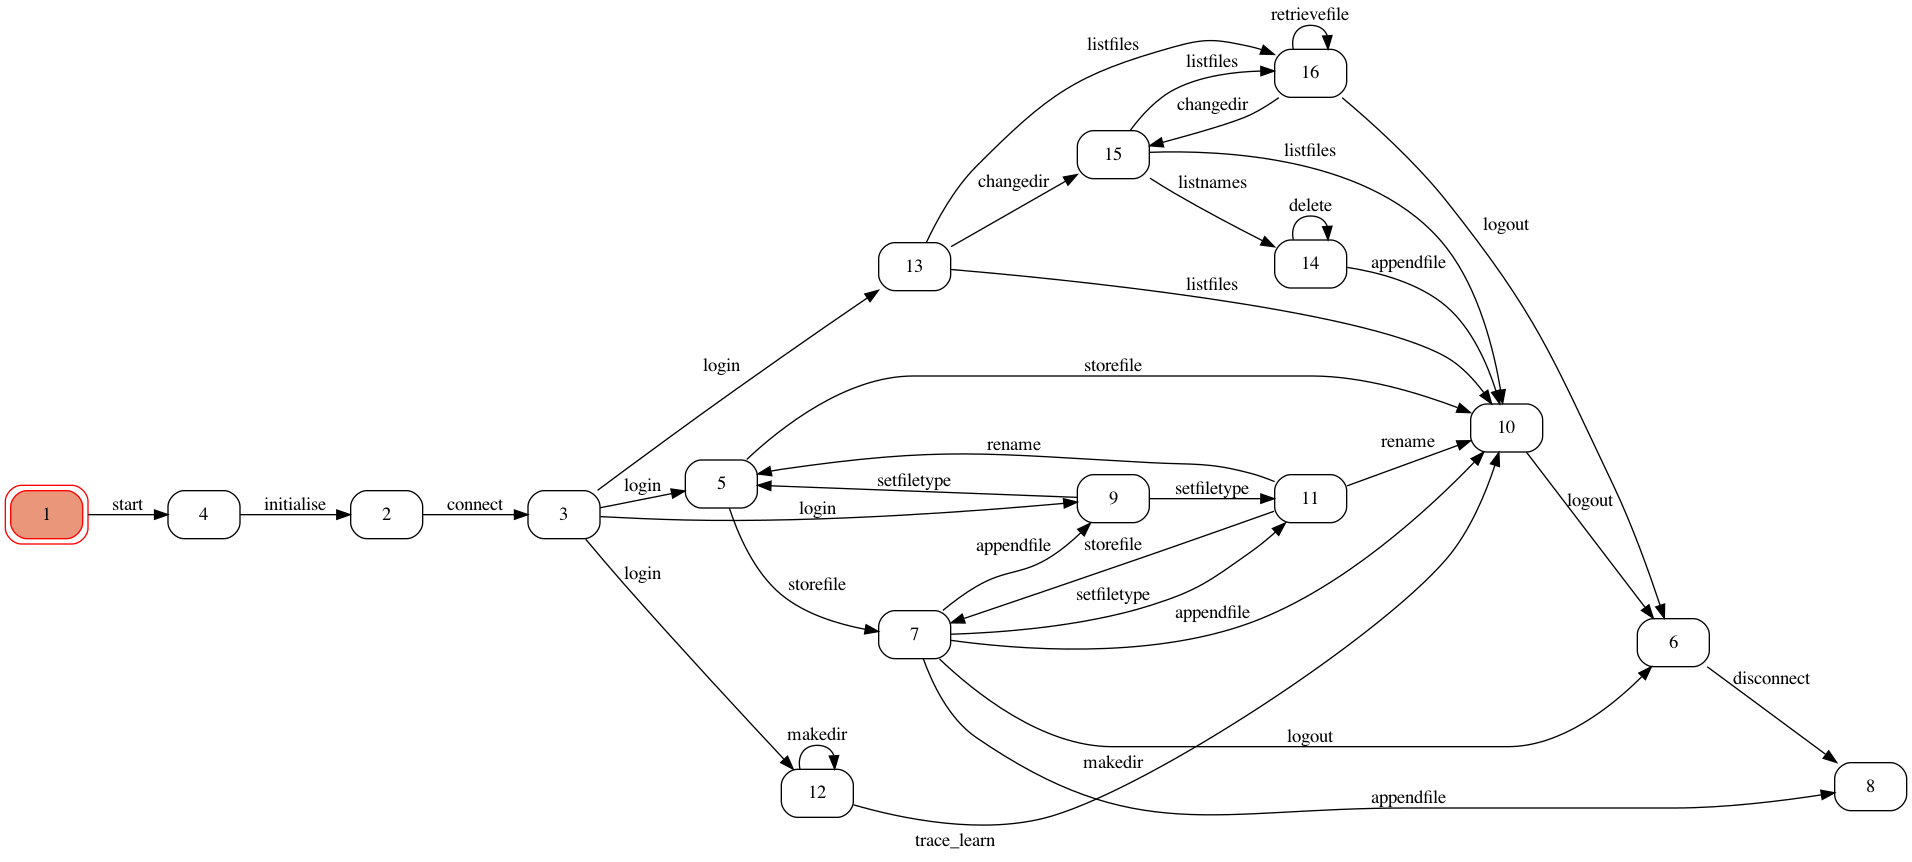 retrievefile
listfiles
listfiles
16
changedir
15
listfiles
changedir
listnames
delete
logout
13
14
appendfile
listfiles
login
storefile
10
rename
rename
login
5
setfiletype
9
setfiletype
11
1
start
4
initialise
2
connect
3
login
logout
appendfile
storefile
login
storefile
setfiletype
appendfile
7
6
disconnect
makedir
logout
makedir
12
appendfile
8
trace_learn